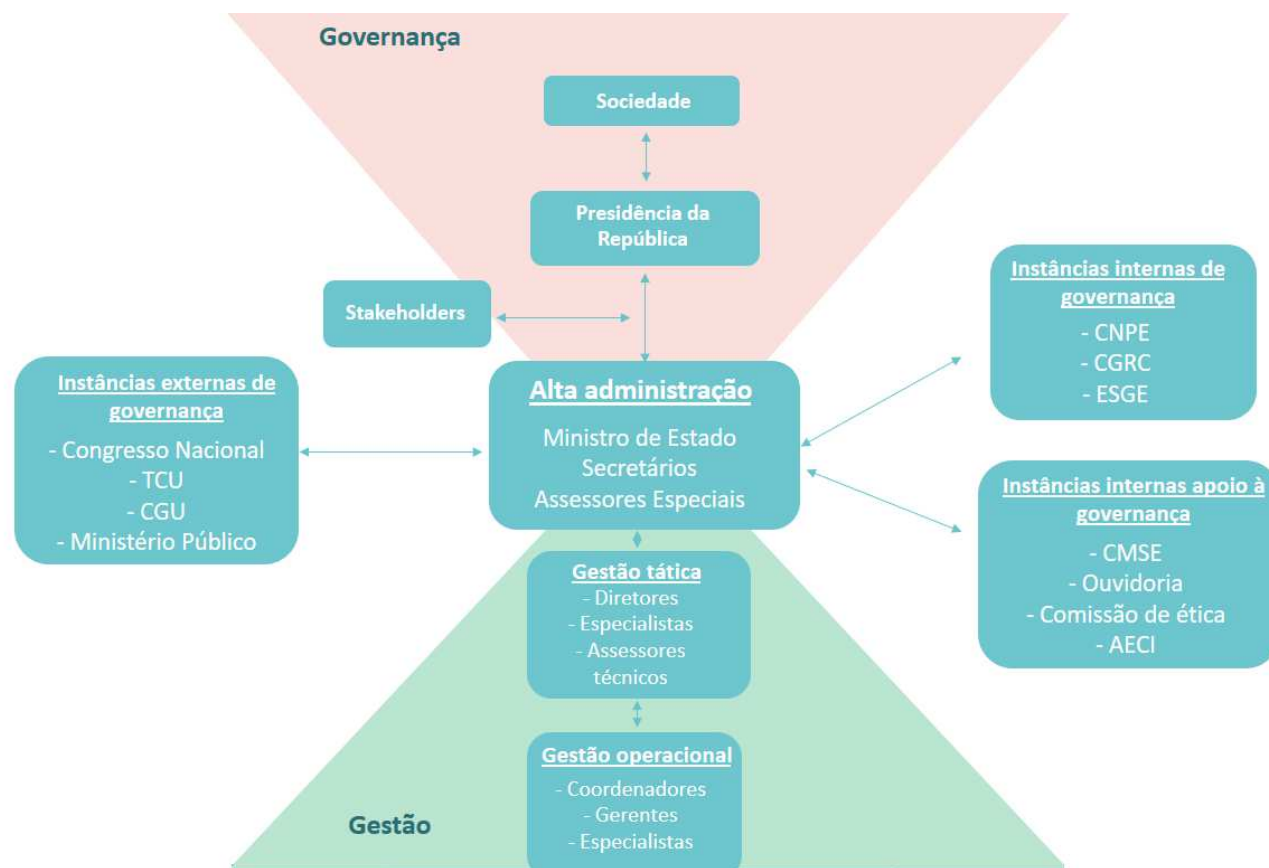 Governança
Sociedade
Presidência da
República
Stakeholders
Instâncias externas de
governança
- Congresso Nacional
- TCU
- CGU
- Ministério Público
Alta administração
Ministro de Estado
Secretários
Assessores Especiais
Instâncias internas de
governança
- CNPE
- CGRC
- ESGE
Instâncias internas apoio à
governança
- CMSE
- Ouvidoria
- Comissão de ética
- AECI
Gestão tática
- Diretores
- Especialistas
- Assessores
técnicos
Gestão operacional
- Coordenadores
- Gerentes
- Especialistas
Gestão